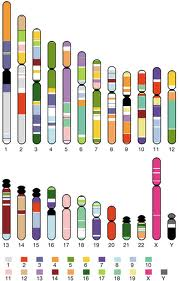 1 2 3 4 5 6 7 8 9 10 11 12
13 14 15 16 17 18 19 20 21 22 X Y
1 2 3 4 5 6 7 8 9 10
11 12 13 14 15 16 17 18 19 20 21 22 X Y